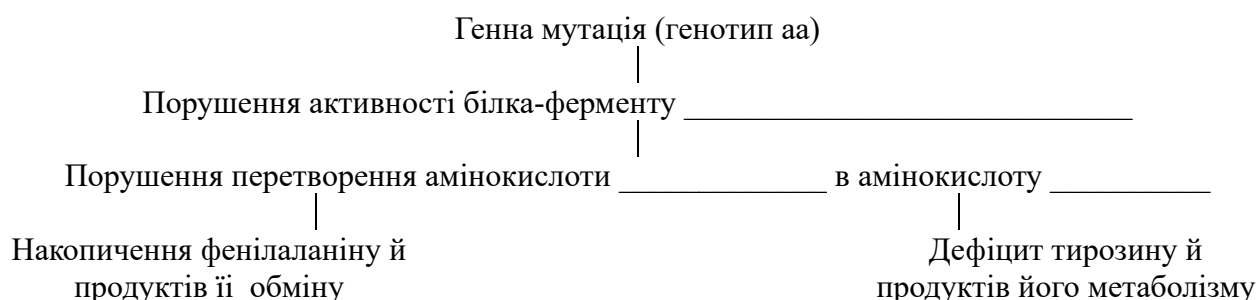 Генна мутація (генотип аа)
Порушення активності білка-ферменту ____________________________
Порушення перетворення амінокислоти _____________ в амінокислоту __________
Накопичення фенілаланіну й
продуктів її обміну
Дефіцит тирозину й
продуктів його метаболізму